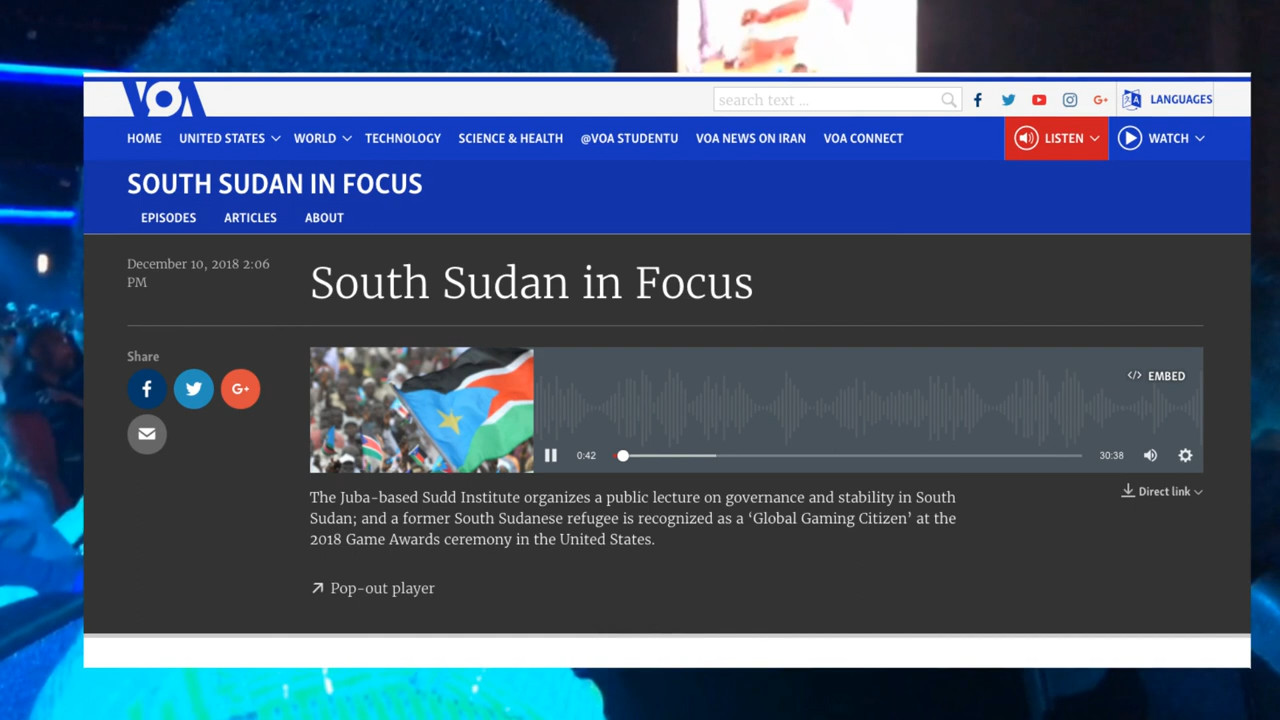 VOA
search text ...
G+
LANGUAGES
HOME UNITED STATES WORLD TECHNOLOGY SCIENCE & HEALTH @VOA STUDENTU VOA NEWS ON IRAN VOA CONNECT LISTEN WATCH
SOUTH SUDAN IN FOCUS
EPISODES ARTICLES ABOUT
December 10, 2018 2:06
PM
South Sudan in Focus
Share
G+
EMBED
0:42
30:38
The Juba-based Sudd Institute organizes a public lecture on governance and stability in South
Sudan; and a former South Sudanese refugee is recognized as a ‘Global Gaming Citizen’ at the
2018 Game Awards ceremony in the United States.
Direct link
Pop-out player